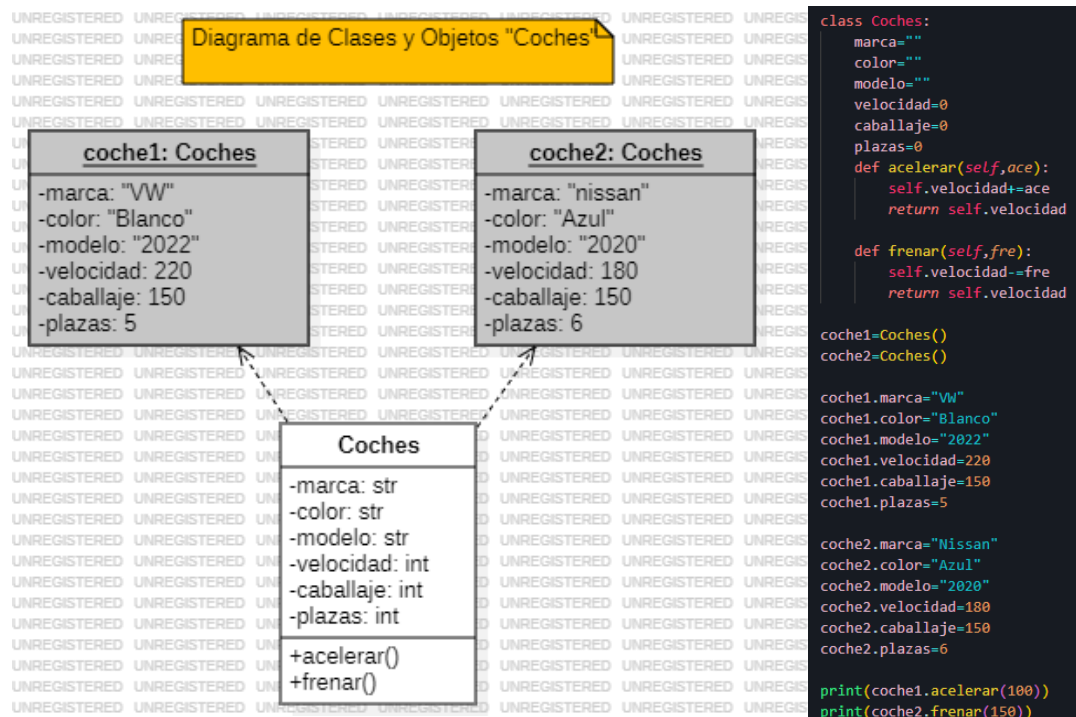 Diagrama de Clases y Objetos "Coches"
coche1: Coches
-marca: "VW"
-color: "Blanco"
-modelo: "2022"
-velocidad: 220
-caballaje: 150
-plazas: 5
coche2: Coches
-marca: "nissan"
-color: "Azul"
-modelo: "2020"
-velocidad: 180
-caballaje: 150
-plazas: 6
Coches
-marca: str
-color: str
-modelo: str
-velocidad: int
-caballaje: int
-plazas: int
+acelerar()
+frenar()
class Coches:
marca=""
color=""
modelo=""
velocidad=0
caballaje=0
plazas=0
def acelerar(self,ace):
self.velocidad+=ace
return self.velocidad
def frenar(self,fre):
self.velocidad-=fre
return self.velocidad
coche1=Coches()
coche2=Coches()
coche1.marca="VW"
coche1.color="Blanco"
coche1.modelo="2022"
coche1.velocidad=220
coche1.caballaje=150
coche1.plazas=5
coche2.marca="Nissan"
coche2.color="Azul"
coche2.modelo="2020"
coche2.velocidad=180
coche2.caballaje=150
coche2.plazas=6
print(coche1.acelerar(100))
print(coche2.frenar(150))
UNREGISTERED